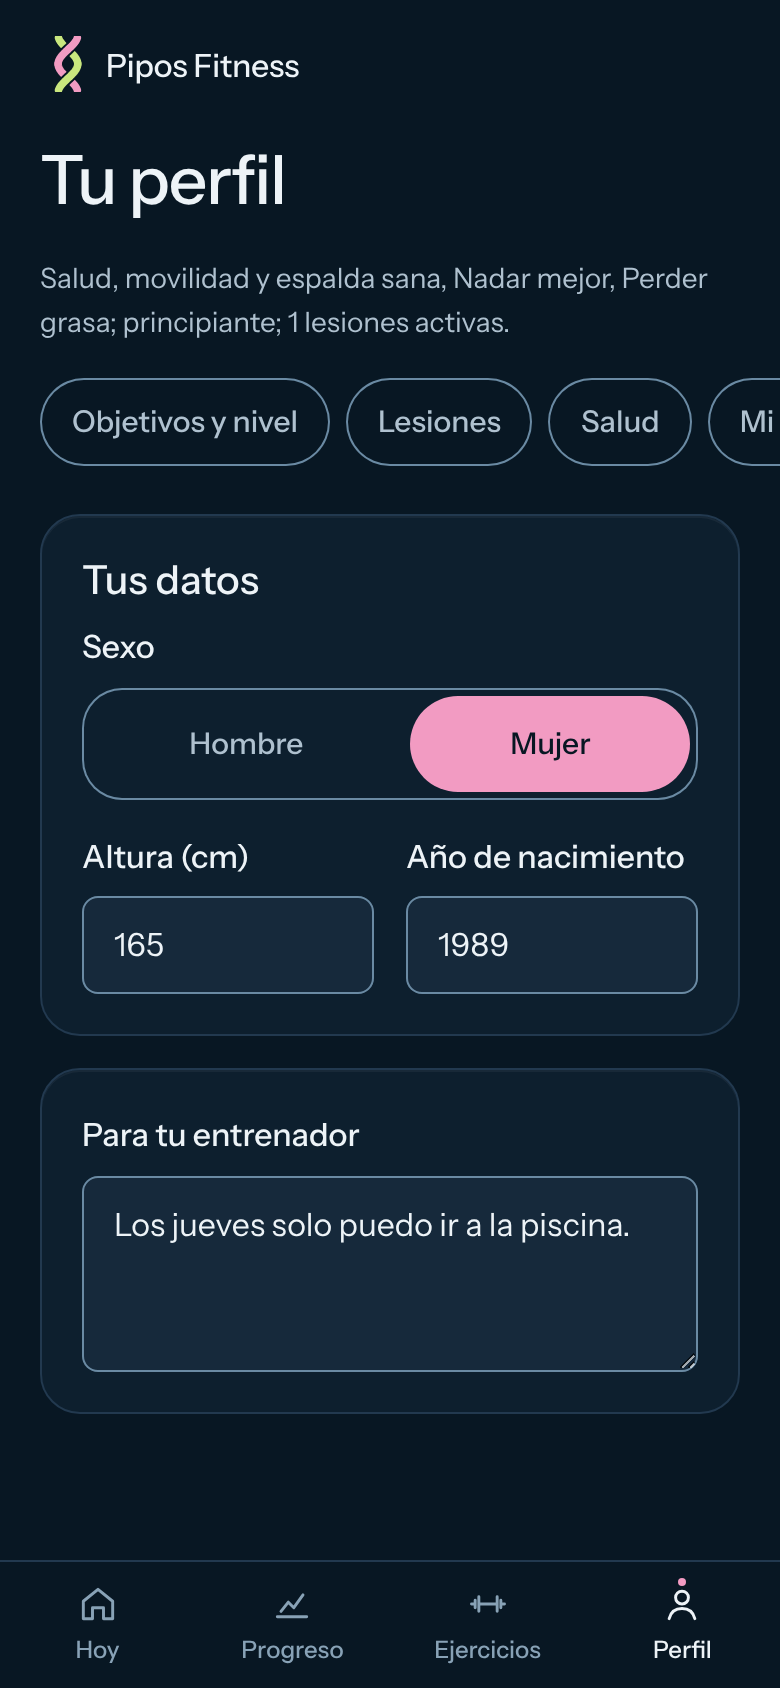 Pipos Fitness
Tu perfil
Salud, movilidad y espalda sana, Nadar mejor, Perder
grasa; principiante; 1 lesiones activas.
Objetivos y nivel
Lesiones
Salud
Mi
Tus datos
Sexo
Hombre
Mujer
Altura (cm)
Año de nacimiento
165
1989
Para tu entrenador
Los jueves solo puedo ir a la piscina.
Hoy
Progreso
Ejercicios
Perfil